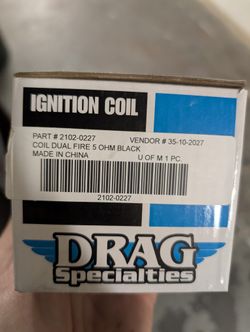 IGNITION COIL
PART # 2102-0227 VENDOR # 35-10-2027
COIL DUAL FIRE 5 OHM BLACK
MADE IN CHINA U OF M 1 PC.
2102-0227
DRAG
Specialties